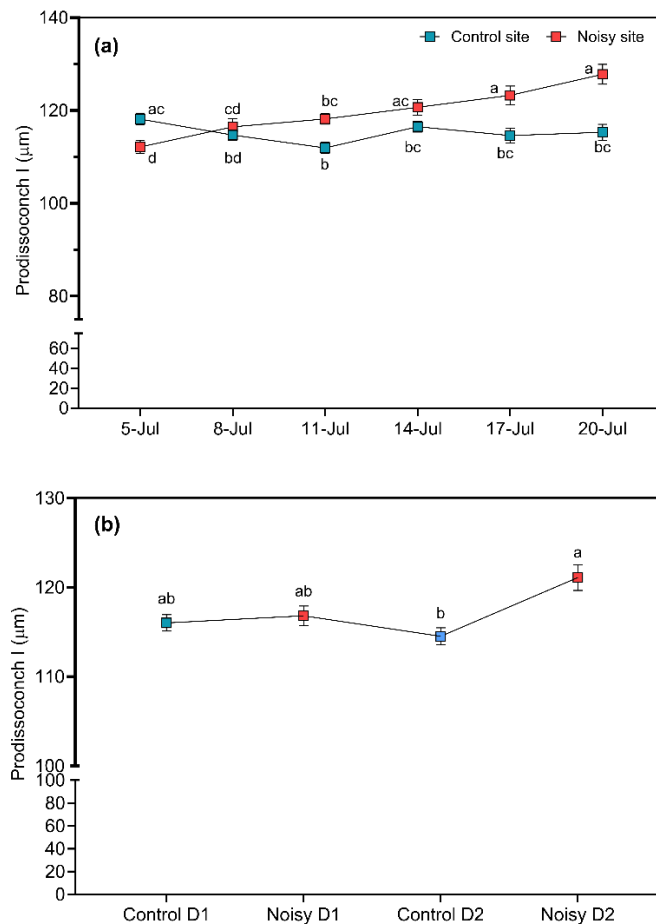 (a)
Control site
Noisy site
Prodissoconch I (μm)
140
120
100
80
60
40
20
0
ac
cd
bc
ac
a
a
d
bd
b
bc
bc
bc
5-Jul
8-Jul
11-Jul
14-Jul
17-Jul
20-Jul
(b)
Prodissoconch I (μm)
130
120
110
100
100
80
60
40
20
0
ab
ab
b
a
Control D1
Noisy D1
Control D2
Noisy D2